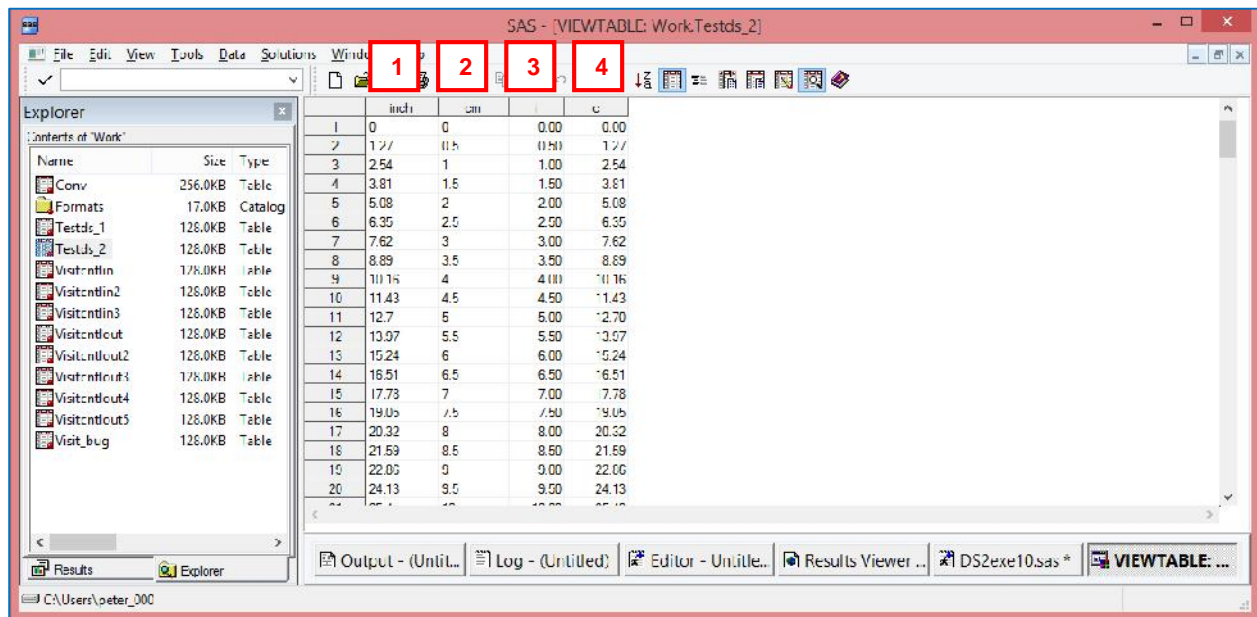 SAS - [VIEWTABLE: Work.Testds_2]
File Edit View Tools Data Solutions
1 2 3 4
Explorer
Contents of 'Work'
Name Size Type
Conv 256.0KB Table
Formats 17.0KB Catalog
Testds_1 128.0KB Table
Testds_2 128.0KB Table
Visitcntlin 128.0KB Table
Visitcntlin2 128.0KB Table
Visitcntlin3 128.0KB Table
Visitcntlout 128.0KB Table
Visitcntlout2 128.0KB Table
Visitcntlout3 128.0KB Table
Visitcntlout4 128.0KB Table
Visitcntlout5 128.0KB Table
Visit_bug 128.0KB Table
inch cm i c
1 0 0 0.00 0.00
2 1.27 0.5 0.50 1.27
3 2.54 1 1.00 2.54
4 3.81 1.5 1.50 3.81
5 5.08 2 2.00 5.08
6 6.35 2.5 2.50 6.35
7 7.62 3 3.00 7.62
8 8.89 3.5 3.50 8.89
9 10.16 4 4.00 10.16
10 11.43 4.5 4.50 11.43
11 12.7 5 5.00 12.70
12 13.97 5.5 5.50 13.97
13 15.24 6 6.00 15.24
14 16.51 6.5 6.50 16.51
15 17.78 7 7.00 17.78
16 19.05 7.5 7.50 19.05
17 20.32 8 8.00 20.32
18 21.59 8.5 8.50 21.59
19 22.86 9 9.00 22.86
20 24.13 9.5 9.50 24.13
Results Explorer
Output - (Untit... Log - (Untitled) Editor - Untitle... Results Viewer ... DS2exe10.sas * VIEWTABLE: ...
C:\Users\peter_000